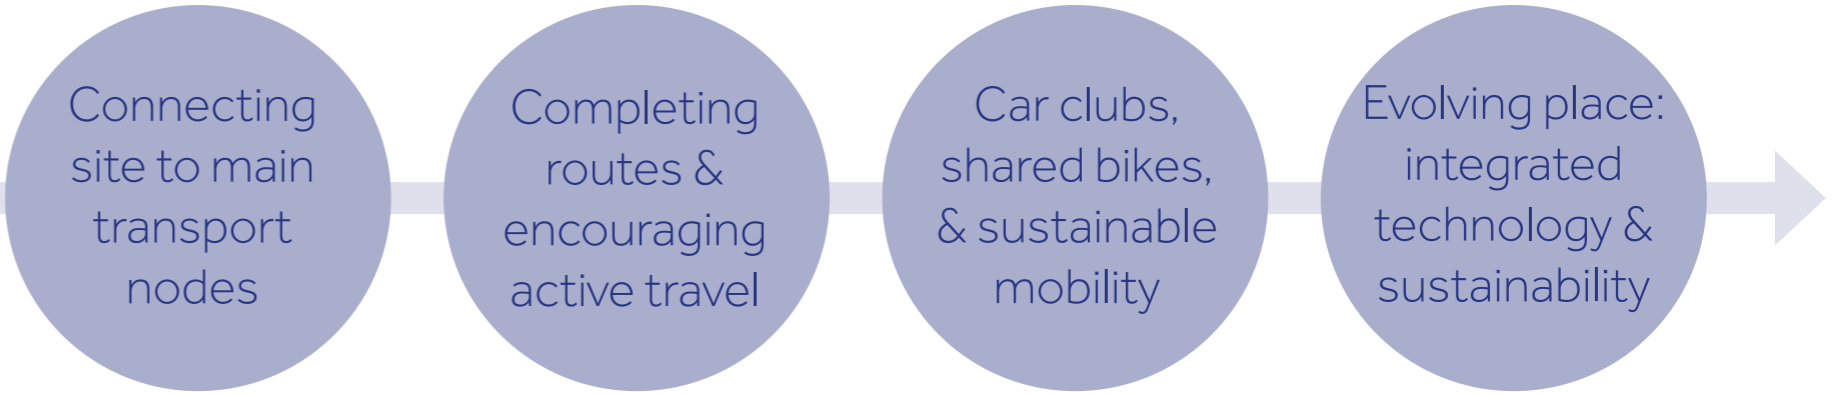 Connecting
site to main
transport
nodes
Completing
routes &
encouraging
active travel
Car clubs,
shared bikes,
& sustainable
mobility
Evolving place:
integrated
technology &
sustainability